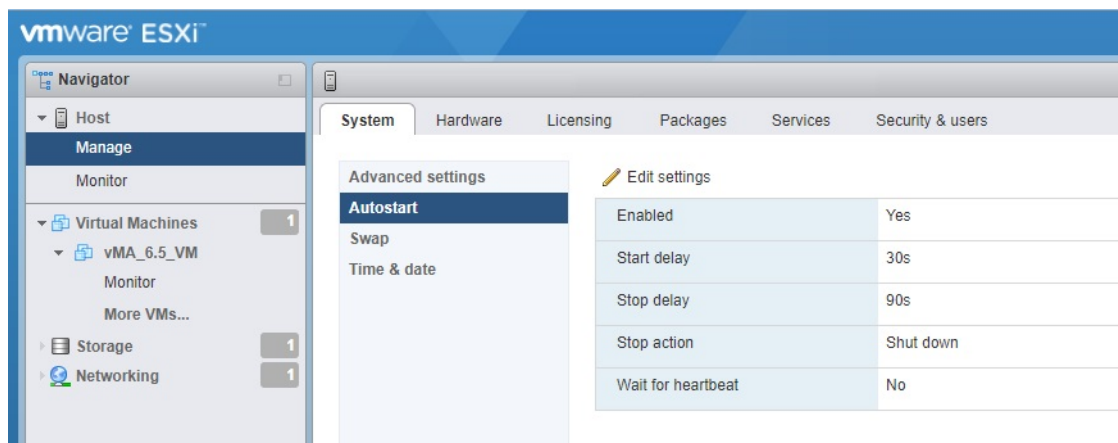 vmware ESXi™
Navigator
Host
Manage
Monitor
Virtual Machines 1
vMA_6.5_VM
Monitor
More VMs...
Storage 1
Networking 1
System Hardware Licensing Packages Services Security & users
Advanced settings
Autostart
Swap
Time & date
Edit settings
Enabled Yes
Start delay 30s
Stop delay 90s
Stop action Shut down
Wait for heartbeat No